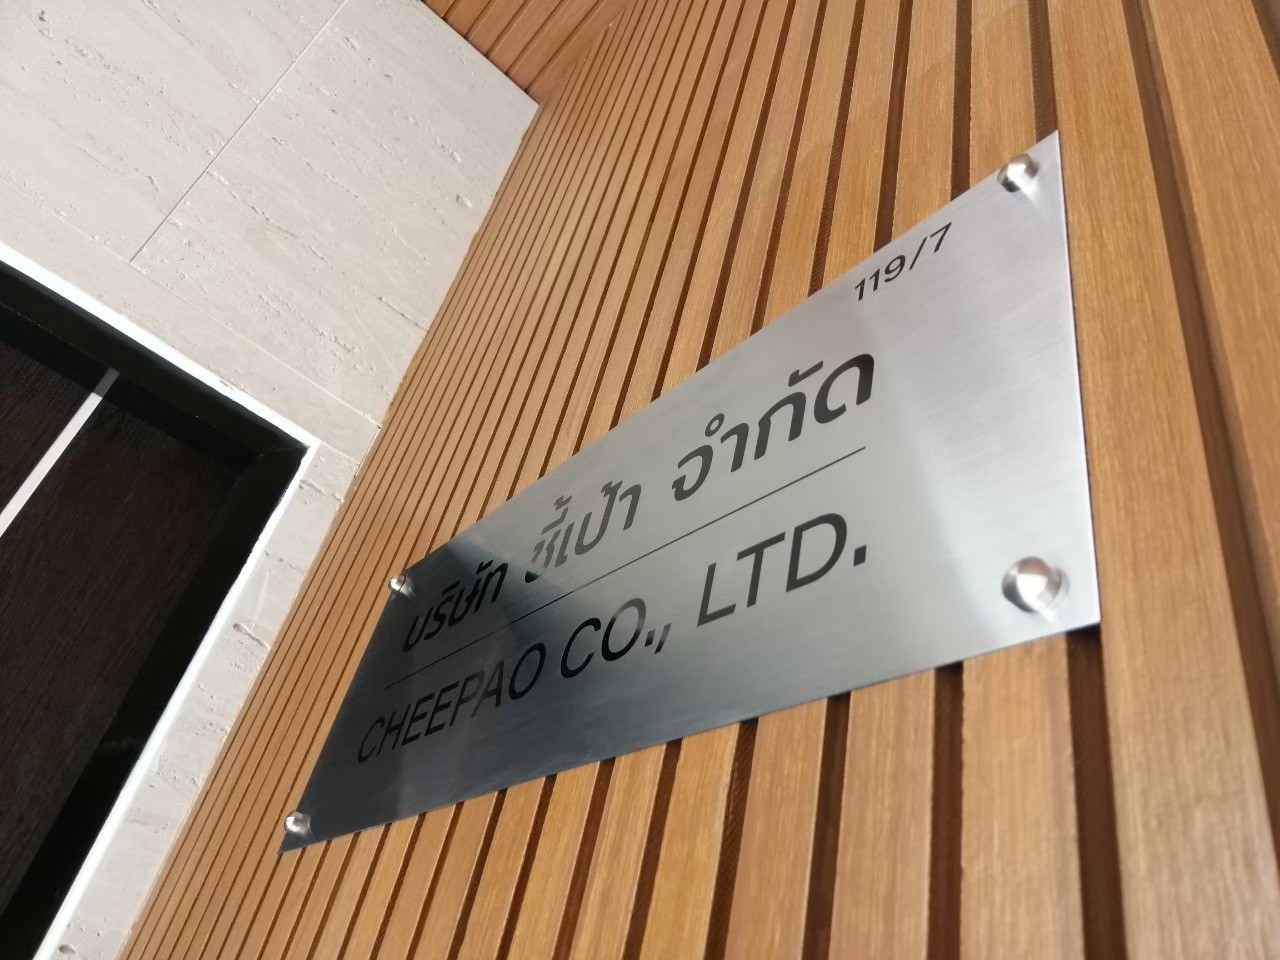 119/7
บริษัท ชี้เป้า จำกัด
CHEEPAO CO., LTD.